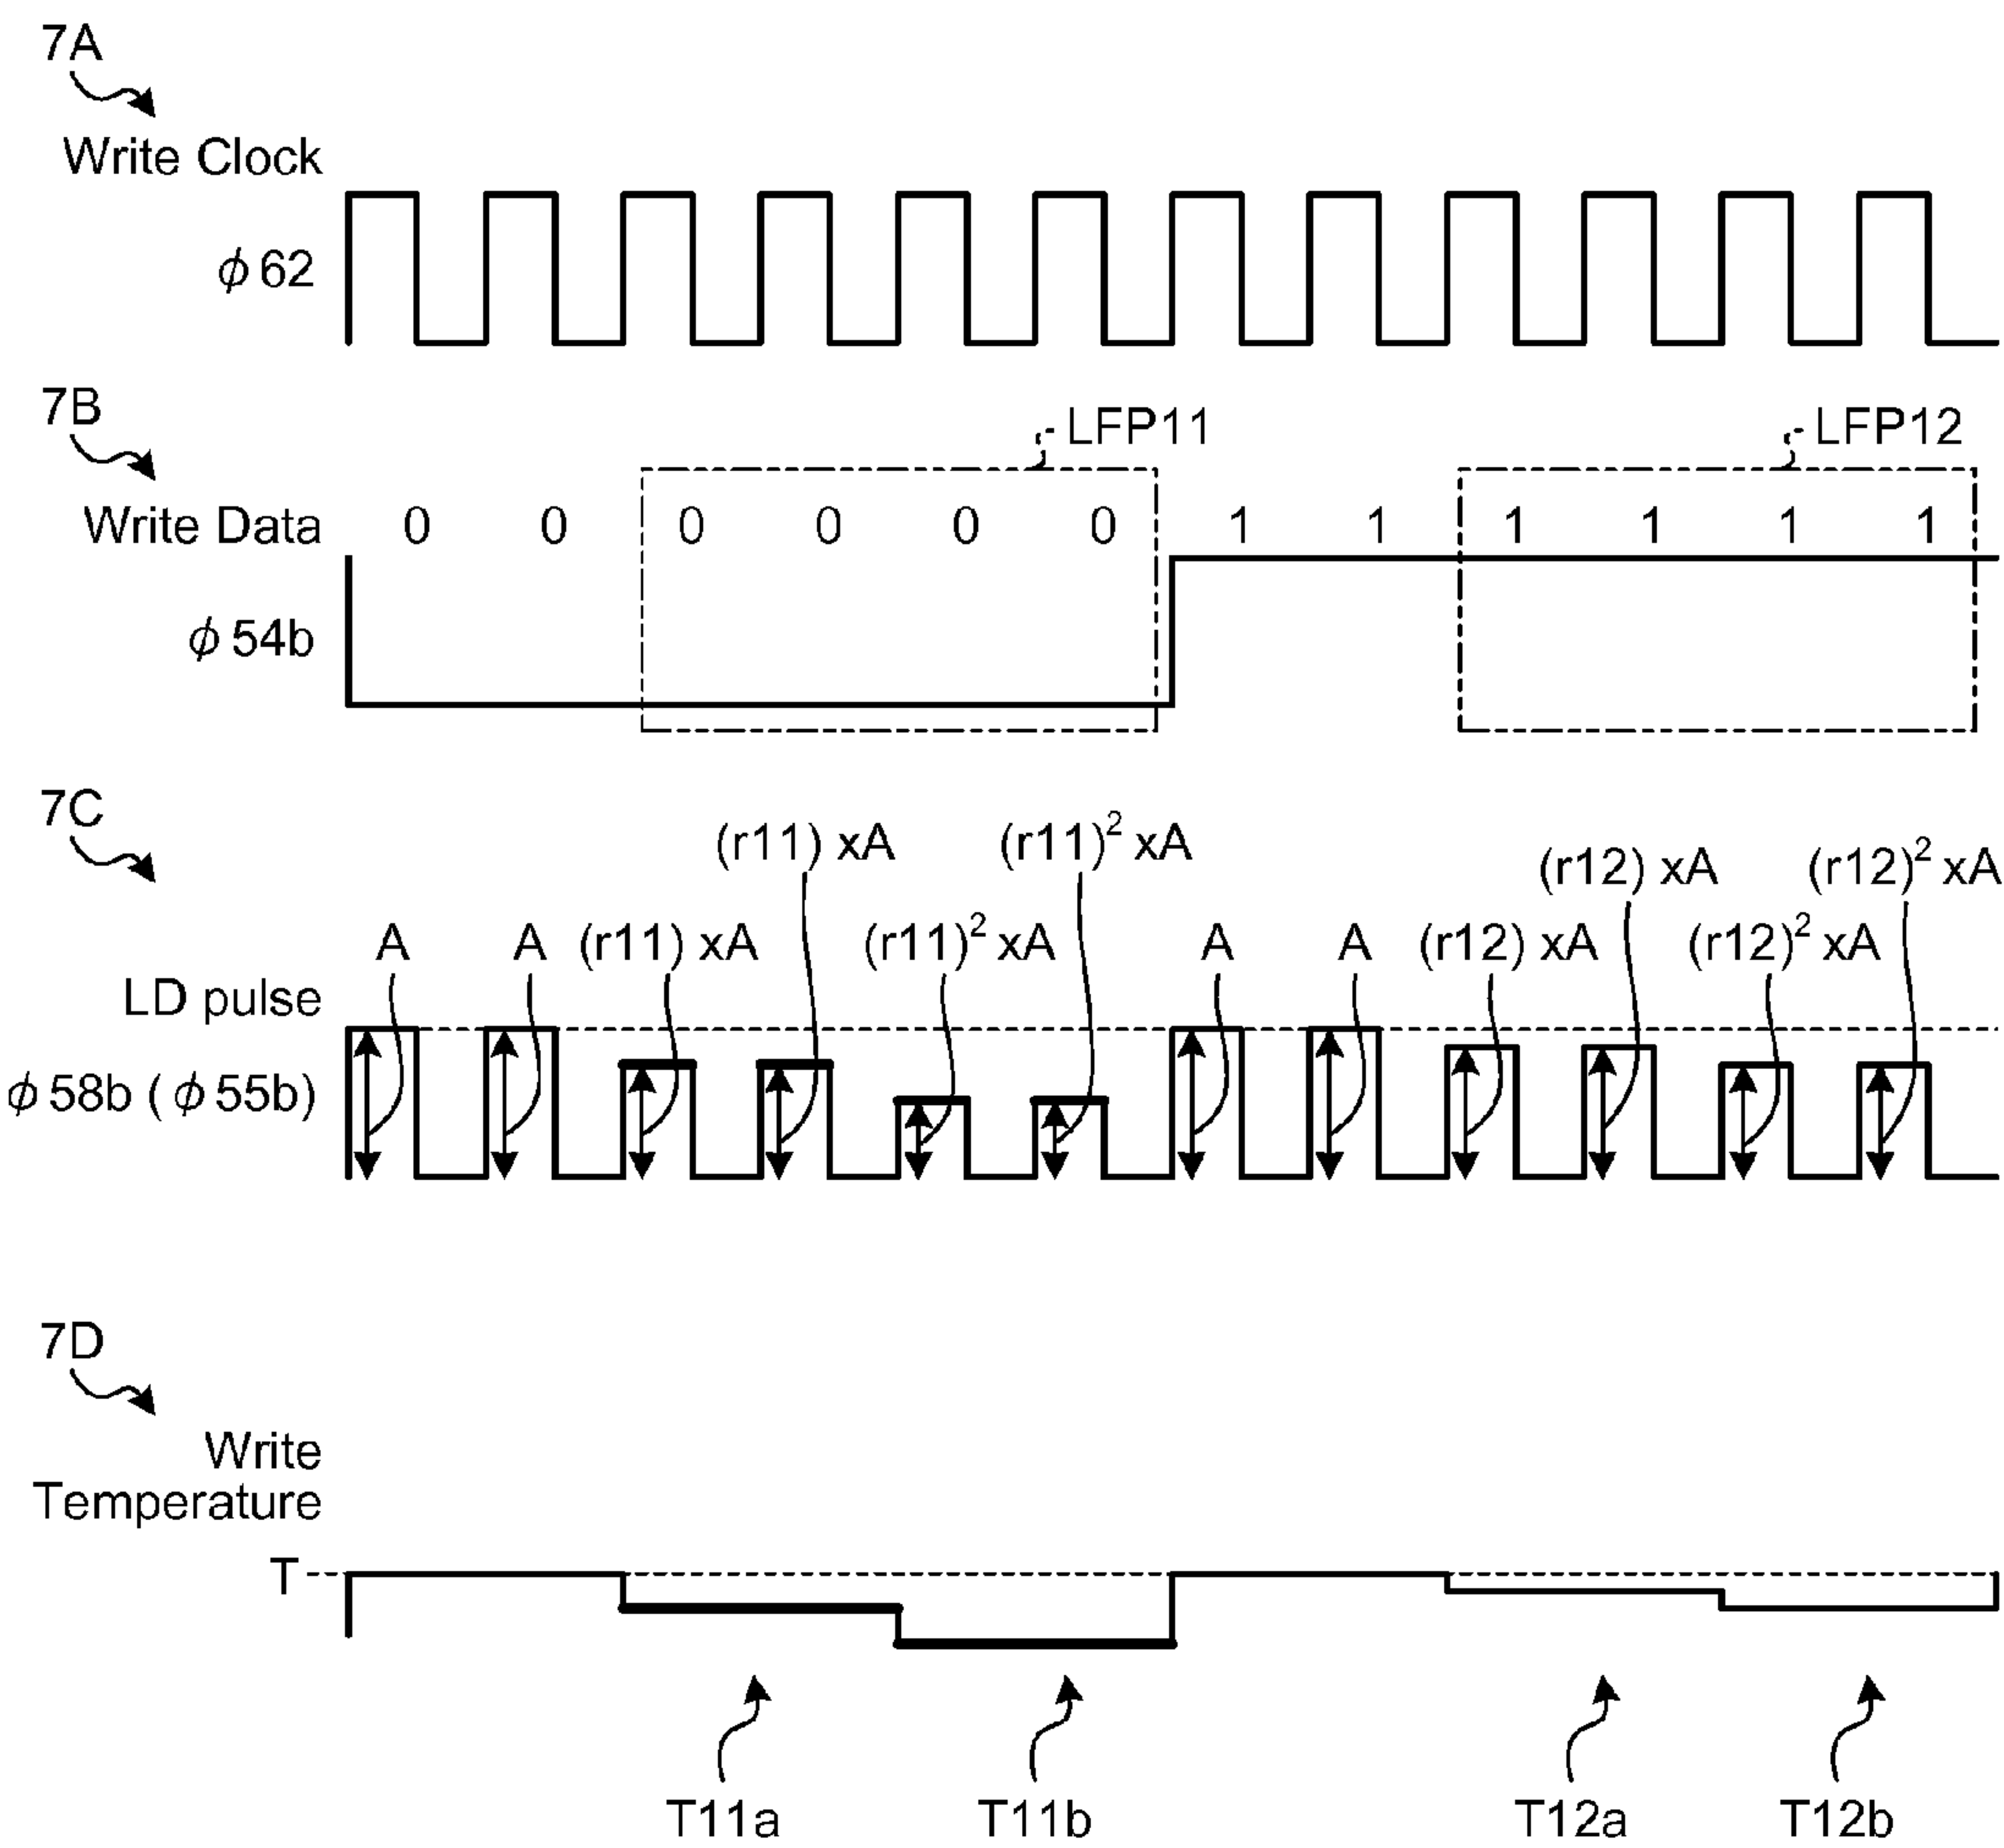 7A
Write Clock
ϕ62
7B
LFP11 LFP12
Write Data 0 0 0 0 0 0 1 1 1 1 1 1
ϕ54b
7C
(r11) xA (r11)² xA (r12) xA (r12)² xA
A A (r11) xA (r11)² xA A A (r12) xA (r12)² xA
LD pulse
ϕ58b (ϕ55b)
7D
Write
Temperature
T
T11a T11b T12a T12b